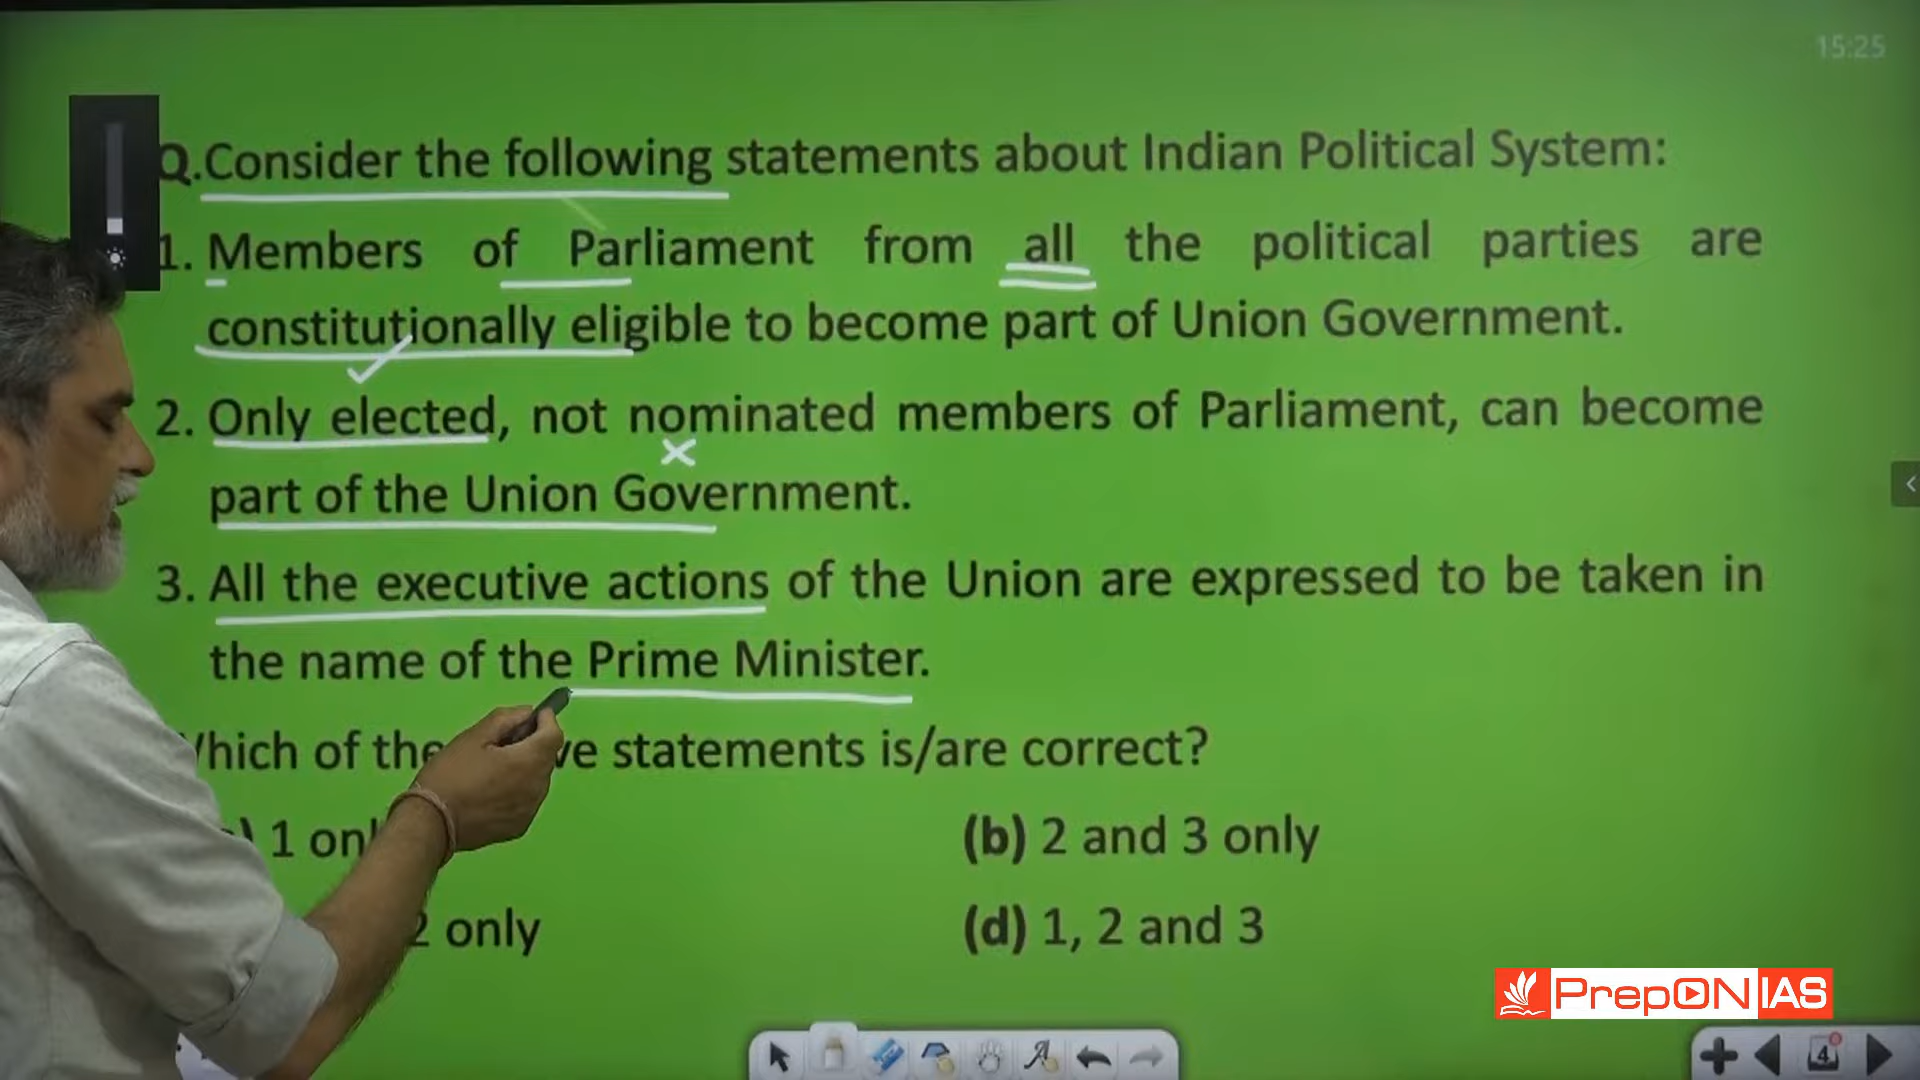 15:25
Q.Consider the following statements about Indian Political System:
1. Members of Parliament from all the political parties are
constitutionally eligible to become part of Union Government.
2. Only elected, not nominated members of Parliament, can become
part of the Union Government.
3. All the executive actions of the Union are expressed to be taken in
the name of the Prime Minister.
of statements is/are correct?
1 (b) 2 and 3 only
2 only (d) 1, 2 and 3
PrepON IAS
4